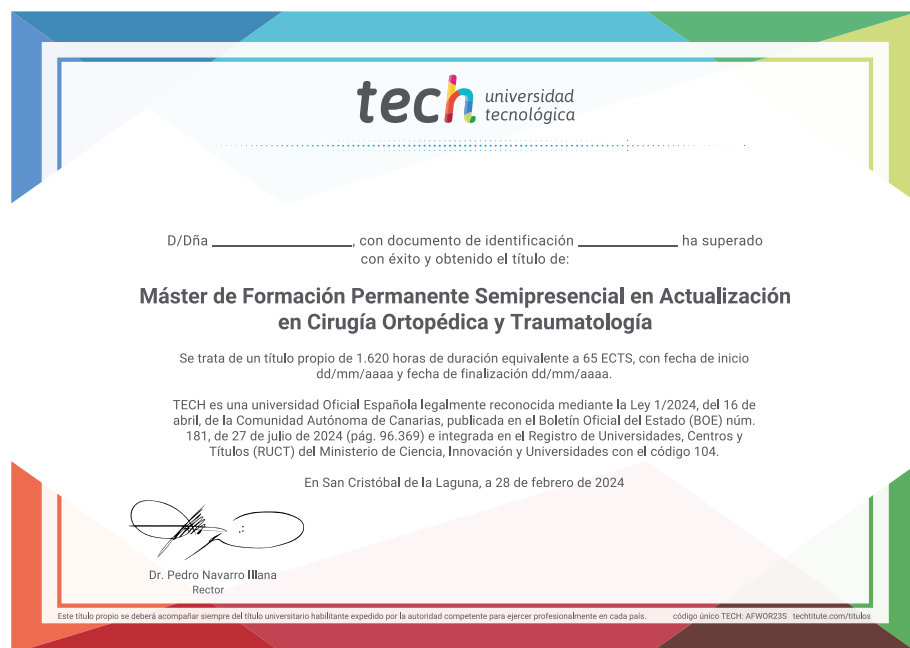 tech universidad
tecnológica
D/Dña ____________________, con documento de identificación ______________ ha superado
con éxito y obtenido el título de:
Máster de Formación Permanente Semipresencial en Actualización
en Cirugía Ortopédica y Traumatología
Se trata de un título propio de 1.620 horas de duración equivalente a 65 ECTS, con fecha de inicio
dd/mm/aaaa y fecha de finalización dd/mm/aaaa.
TECH es una universidad Oficial Española legalmente reconocida mediante la Ley 1/2024, del 16 de
abril, de la Comunidad Autónoma de Canarias, publicada en el Boletín Oficial del Estado (BOE) núm.
181, de 27 de julio de 2024 (pág. 96.369) e integrada en el Registro de Universidades, Centros y
Títulos (RUCT) del Ministerio de Ciencia, Innovación y Universidades con el código 104.
En San Cristóbal de la Laguna, a 28 de febrero de 2024
Dr. Pedro Navarro Illana
Rector
Este título propio se deberá acompañar siempre del título universitario habilitante expedido por la autoridad competente para ejercer profesionalmente en cada país. código único TECH: AFWOR23S techtitute.com/titulos